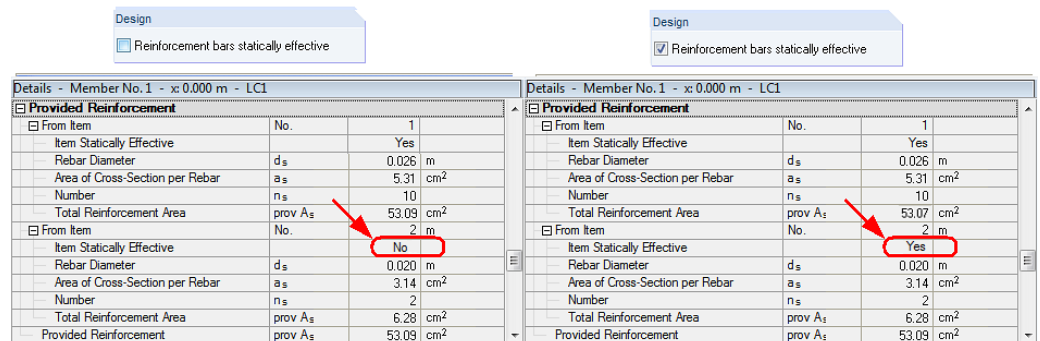 Design
Reinforcement bars statically effective
Details - Member No. 1 - x: 0.000 m - LC1
Provided Reinforcement
From Item No. 1
Item Statically Effective Yes
Rebar Diameter ds 0.026 m
Area of Cross-Section per Rebar as 5.31 cm2
Number ns 10
Total Reinforcement Area prov As 53.09 cm2
From Item No. 2 m
Item Statically Effective No
Rebar Diameter ds 0.020 m
Area of Cross-Section per Rebar as 3.14 cm2
Number ns 2
Total Reinforcement Area prov As 6.28 cm2
Provided Reinforcement prov As 53.09 cm2
Design
Reinforcement bars statically effective
Details - Member No. 1 - x: 0.000 m - LC1
Provided Reinforcement
From Item No. 1
Item Statically Effective Yes
Rebar Diameter ds 0.026 m
Area of Cross-Section per Rebar as 5.31 cm2
Number ns 10
Total Reinforcement Area prov As 53.07 cm2
From Item No. 2 m
Item Statically Effective Yes
Rebar Diameter ds 0.020 m
Area of Cross-Section per Rebar as 3.14 cm2
Number ns 2
Total Reinforcement Area prov As 6.28 cm2
Provided Reinforcement prov As 53.09 cm2